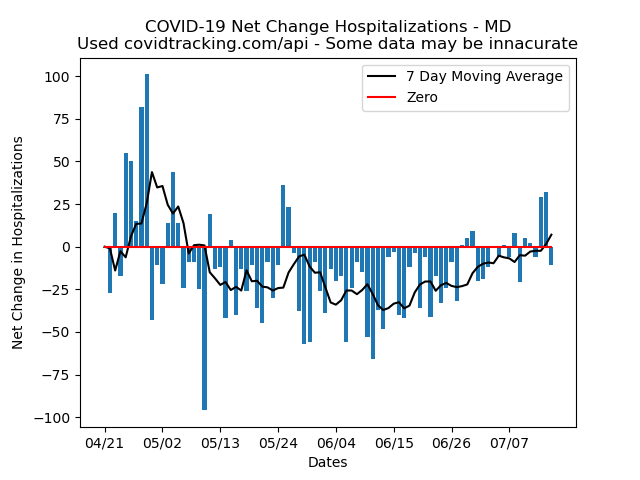 COVID-19 Net Change Hospitalizations - MD
Used covidtracking.com/api - Some data may be innacurate
7 Day Moving Average
Zero
Net Change in Hospitalizations
100
75
50
25
0
−25
−50
−75
−100
04/21 05/02 05/13 05/24 06/04 06/15 06/26 07/07
Dates